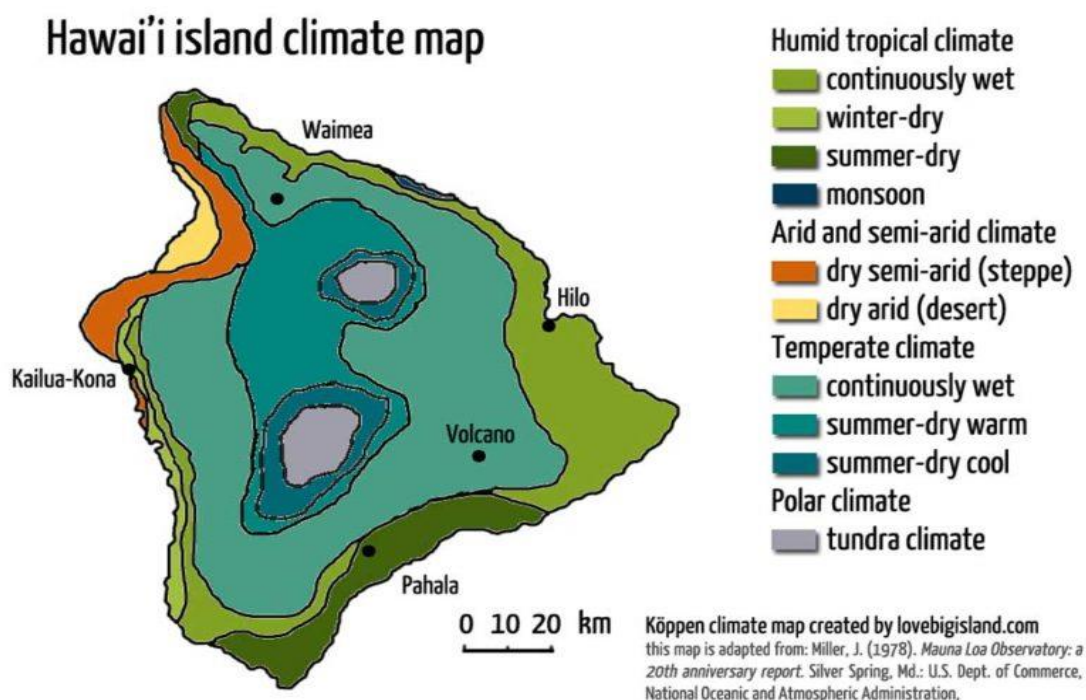 Hawai'i island climate map
Humid tropical climate
continuously wet
winter-dry
summer-dry
monsoon
Arid and semi-arid climate
dry semi-arid (steppe)
dry arid (desert)
Temperate climate
continuously wet
summer-dry warm
summer-dry cool
Polar climate
tundra climate
Waimea
Hilo
Kailua-Kona
Volcano
Pahala
0 10 20 km
Köppen climate map created by lovebigisland.com
this map is adapted from: Miller, J. (1978). Mauna Loa Observatory: a
20th anniversary report. Silver Spring, Md.: U.S. Dept. of Commerce,
National Oceanic and Atmospheric Administration.